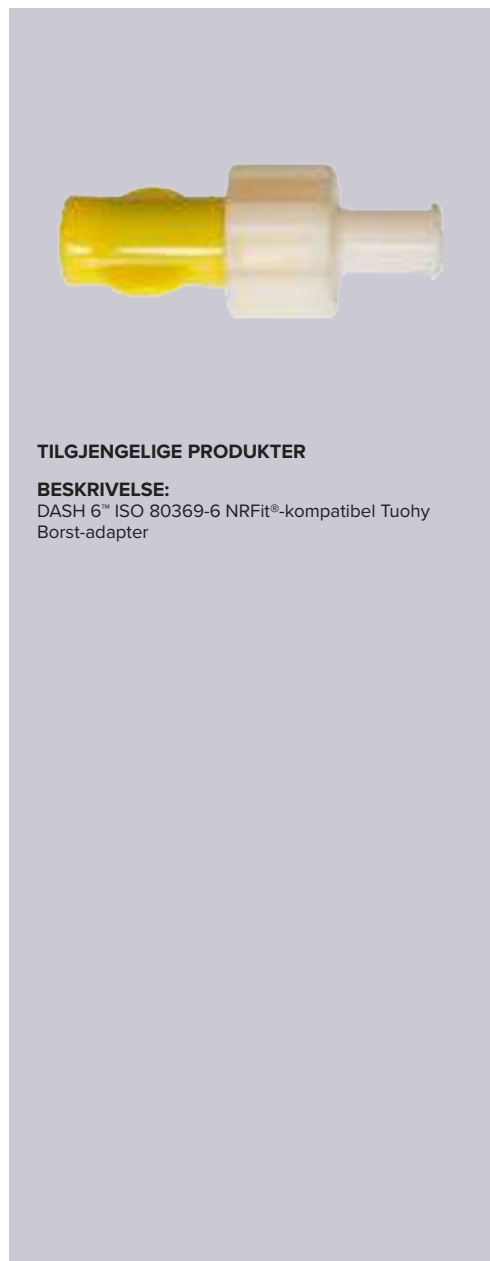 TILGJENGELIGE PRODUKTER
BESKRIVELSE:
DASH 6™ ISO 80369-6 NRFit®-kompatibel Tuohy
Borst-adapter